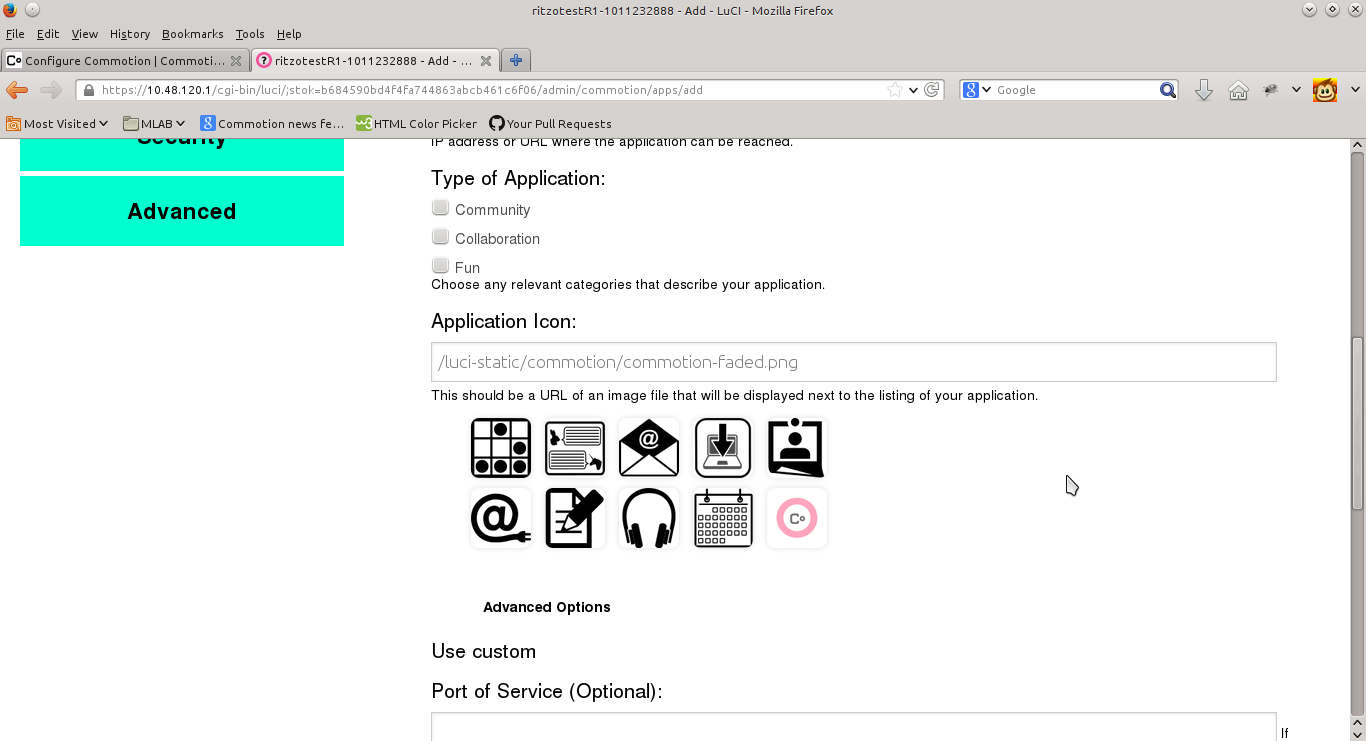 ritzotestR1-1011232888 - Add - LuCI - Mozilla Firefox
File Edit View History Bookmarks Tools Help
Configure Commotion | Commoti... ritzotestR1-1011232888 - Add - ...
https://10.48.120.1/cgi-bin/luci/;stok=b684590bd4f4fa744863abcb461c6f06/admin/commotion/apps/add Google
Most Visited MLAB Commotion news fe... HTML Color Picker Your Pull Requests
Security
Advanced
IP address or URL where the application can be reached.
Type of Application:
Community
Collaboration
Fun
Choose any relevant categories that describe your application.
Application Icon:
/luci-static/commotion/commotion-faded.png
This should be a URL of an image file that will be displayed next to the listing of your application.
Advanced Options
Use custom
Port of Service (Optional):
If